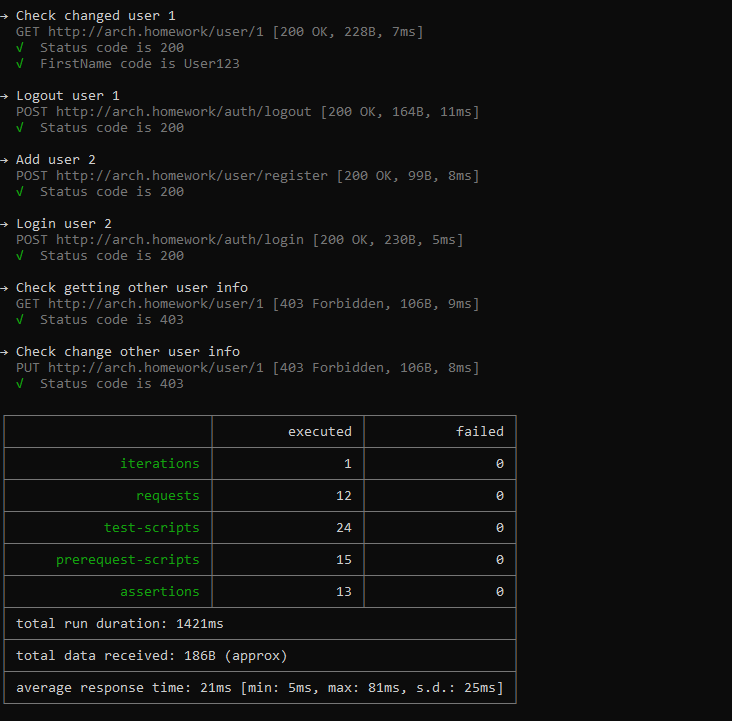 → Check changed user 1
GET http://arch.homework/user/1 [200 OK, 228B, 7ms]
√ Status code is 200
√ FirstName code is User123
→ Logout user 1
POST http://arch.homework/auth/logout [200 OK, 164B, 11ms]
√ Status code is 200
→ Add user 2
POST http://arch.homework/user/register [200 OK, 99B, 8ms]
√ Status code is 200
→ Login user 2
POST http://arch.homework/auth/login [200 OK, 230B, 5ms]
√ Status code is 200
→ Check getting other user info
GET http://arch.homework/user/1 [403 Forbidden, 106B, 9ms]
√ Status code is 403
→ Check change other user info
PUT http://arch.homework/user/1 [403 Forbidden, 106B, 8ms]
√ Status code is 403
executed failed
iterations 1 0
requests 12 0
test-scripts 24 0
prerequest-scripts 15 0
assertions 13 0
total run duration: 1421ms
total data received: 186B (approx)
average response time: 21ms [min: 5ms, max: 81ms, s.d.: 25ms]